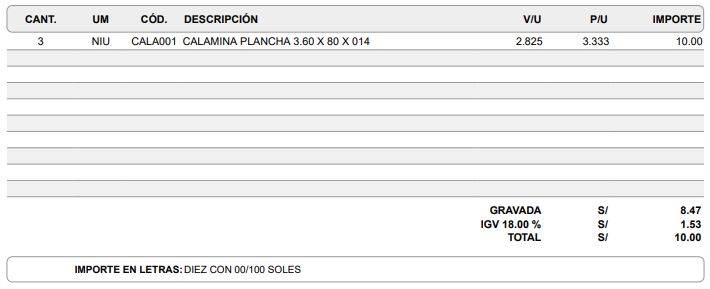 CANT. UM CÓD. DESCRIPCIÓN V/U P/U IMPORTE
3 NIU CALA001 CALAMINA PLANCHA 3.60 X 80 X 014 2.825 3.333 10.00
GRAVADA S/ 8.47
IGV 18.00 % S/ 1.53
TOTAL S/ 10.00
IMPORTE EN LETRAS: DIEZ CON 00/100 SOLES